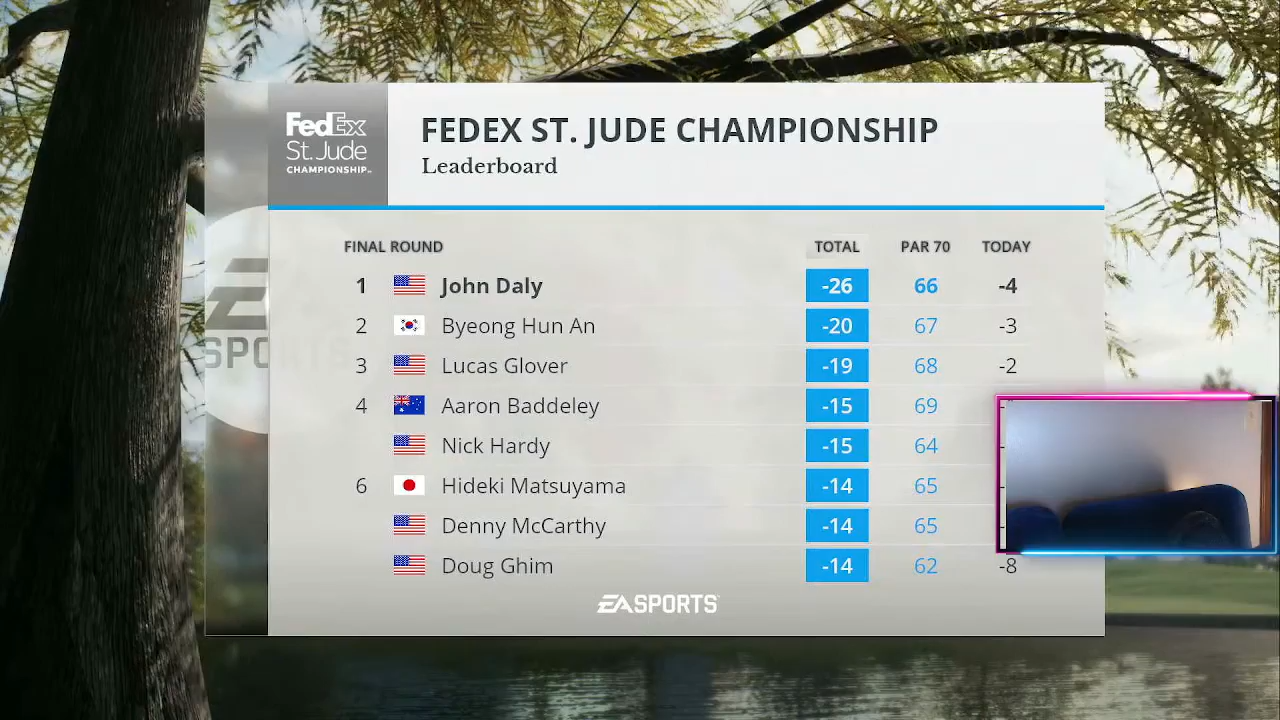 FedEx
St. Jude
CHAMPIONSHIP
FEDEX ST. JUDE CHAMPIONSHIP
Leaderboard
FINAL ROUND TOTAL PAR 70 TODAY
1 John Daly -26 66 -4
2 Byeong Hun An -20 67 -3
3 Lucas Glover -19 68 -2
4 Aaron Baddeley -15 69
Nick Hardy -15 64
6 Hideki Matsuyama -14 65
Denny McCarthy -14 65
Doug Ghim -14 62 -8
EA SPORTS
EA
SPORTS